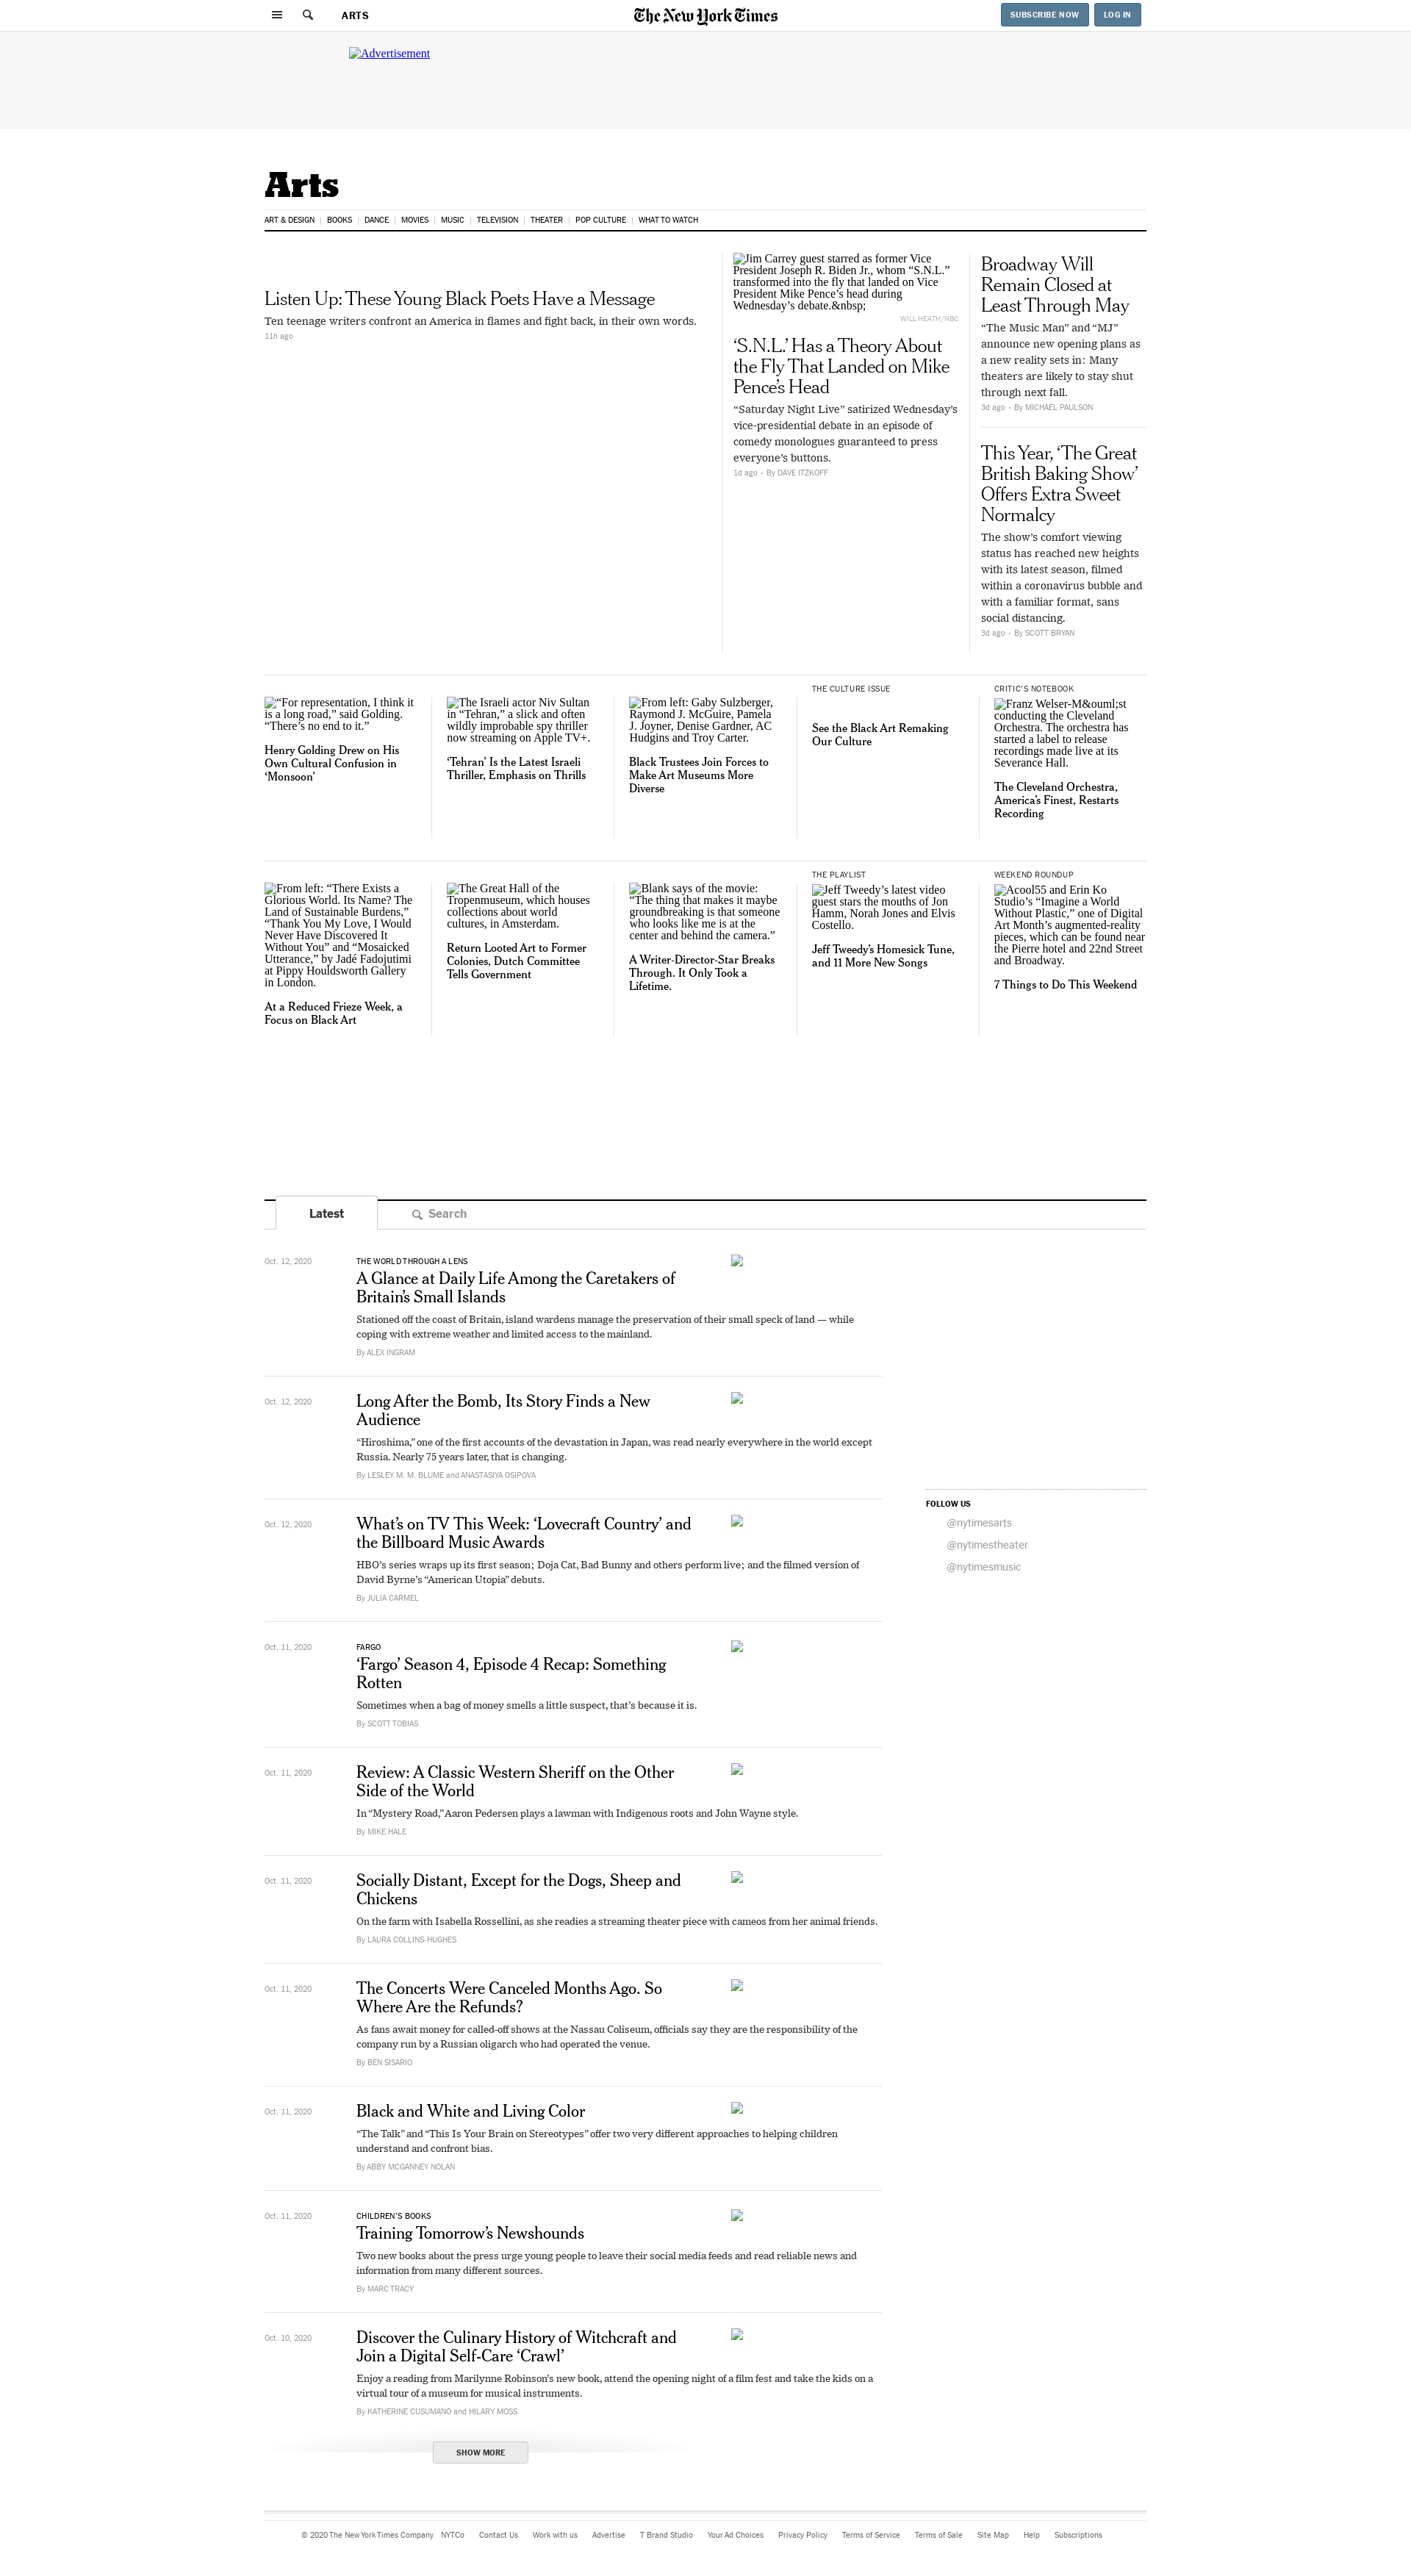 ARTS
The New York Times
SUBSCRIBE NOW
LOG IN
Advertisement
Arts
ART & DESIGN
BOOKS
DANCE
MOVIES
MUSIC
TELEVISION
THEATER
POP CULTURE
WHAT TO WATCH
Listen Up: These Young Black Poets Have a Message
Ten teenage writers confront an America in flames and fight back, in their own words.
11h ago
Jim Carrey guest starred as former Vice
President Joseph R. Biden Jr., whom “S.N.L.”
transformed into the fly that landed on Vice
President Mike Pence’s head during
Wednesday’s debate.&nbsp;
WILL HEATH/NBC
‘S.N.L.’ Has a Theory About
the Fly That Landed on Mike
Pence’s Head
“Saturday Night Live” satirized Wednesday’s
vice-presidential debate in an episode of
comedy monologues guaranteed to press
everyone’s buttons.
1d ago • By DAVE ITZKOFF
Broadway Will
Remain Closed at
Least Through May
“The Music Man” and “MJ”
announce new opening plans as
a new reality sets in: Many
theaters are likely to stay shut
through next fall.
3d ago • By MICHAEL PAULSON
This Year, ‘The Great
British Baking Show’
Offers Extra Sweet
Normalcy
The show’s comfort viewing
status has reached new heights
with its latest season, filmed
within a coronavirus bubble and
with a familiar format, sans
social distancing.
3d ago • By SCOTT BRYAN
“For representation, I think it
is a long road,” said Golding.
“There’s no end to it.”
Henry Golding Drew on His
Own Cultural Confusion in
‘Monsoon’
The Israeli actor Niv Sultan
in “Tehran,” a slick and often
wildly improbable spy thriller
now streaming on Apple TV+.
‘Tehran’ Is the Latest Israeli
Thriller, Emphasis on Thrills
From left: Gaby Sulzberger,
Raymond J. McGuire, Pamela
J. Joyner, Denise Gardner, AC
Hudgins and Troy Carter.
Black Trustees Join Forces to
Make Art Museums More
Diverse
THE CULTURE ISSUE
See the Black Art Remaking
Our Culture
CRITIC’S NOTEBOOK
Franz Welser-M&ouml;st
conducting the Cleveland
Orchestra. The orchestra has
started a label to release
recordings made live at its
Severance Hall.
The Cleveland Orchestra,
America’s Finest, Restarts
Recording
From left: “There Exists a
Glorious World. Its Name? The
Land of Sustainable Burdens,”
“Thank You My Love, I Would
Never Have Discovered It
Without You” and “Mosaicked
Utterance,” by Jadé Fadojutimi
at Pippy Houldsworth Gallery
in London.
At a Reduced Frieze Week, a
Focus on Black Art
The Great Hall of the
Tropenmuseum, which houses
collections about world
cultures, in Amsterdam.
Return Looted Art to Former
Colonies, Dutch Committee
Tells Government
Blank says of the movie:
“The thing that makes it maybe
groundbreaking is that someone
who looks like me is at the
center and behind the camera.”
A Writer-Director-Star Breaks
Through. It Only Took a
Lifetime.
THE PLAYLIST
Jeff Tweedy’s latest video
guest stars the mouths of Jon
Hamm, Norah Jones and Elvis
Costello.
Jeff Tweedy’s Homesick Tune,
and 11 More New Songs
WEEKEND ROUNDUP
Acool55 and Erin Ko
Studio’s “Imagine a World
Without Plastic,” one of Digital
Art Month’s augmented-reality
pieces, which can be found near
the Pierre hotel and 22nd Street
and Broadway.
7 Things to Do This Weekend
Latest
Search
Oct. 12, 2020
THE WORLD THROUGH A LENS
A Glance at Daily Life Among the Caretakers of
Britain’s Small Islands
Stationed off the coast of Britain, island wardens manage the preservation of their small speck of land — while
coping with extreme weather and limited access to the mainland.
By ALEX INGRAM
Oct. 12, 2020
Long After the Bomb, Its Story Finds a New
Audience
“Hiroshima,” one of the first accounts of the devastation in Japan, was read nearly everywhere in the world except
Russia. Nearly 75 years later, that is changing.
By LESLEY M. M. BLUME and ANASTASIYA OSIPOVA
Oct. 12, 2020
What’s on TV This Week: ‘Lovecraft Country’ and
the Billboard Music Awards
HBO’s series wraps up its first season; Doja Cat, Bad Bunny and others perform live; and the filmed version of
David Byrne’s “American Utopia” debuts.
By JULIA CARMEL
Oct. 11, 2020
FARGO
‘Fargo’ Season 4, Episode 4 Recap: Something
Rotten
Sometimes when a bag of money smells a little suspect, that’s because it is.
By SCOTT TOBIAS
Oct. 11, 2020
Review: A Classic Western Sheriff on the Other
Side of the World
In “Mystery Road,” Aaron Pedersen plays a lawman with Indigenous roots and John Wayne style.
By MIKE HALE
Oct. 11, 2020
Socially Distant, Except for the Dogs, Sheep and
Chickens
On the farm with Isabella Rossellini, as she readies a streaming theater piece with cameos from her animal friends.
By LAURA COLLINS-HUGHES
Oct. 11, 2020
The Concerts Were Canceled Months Ago. So
Where Are the Refunds?
As fans await money for called-off shows at the Nassau Coliseum, officials say they are the responsibility of the
company run by a Russian oligarch who had operated the venue.
By BEN SISARIO
Oct. 11, 2020
Black and White and Living Color
“The Talk” and “This Is Your Brain on Stereotypes” offer two very different approaches to helping children
understand and confront bias.
By ABBY MCGANNEY NOLAN
Oct. 11, 2020
CHILDREN’S BOOKS
Training Tomorrow’s Newshounds
Two new books about the press urge young people to leave their social media feeds and read reliable news and
information from many different sources.
By MARC TRACY
Oct. 10, 2020
Discover the Culinary History of Witchcraft and
Join a Digital Self-Care ‘Crawl’
Enjoy a reading from Marilynne Robinson’s new book, attend the opening night of a film fest and take the kids on a
virtual tour of a museum for musical instruments.
By KATHERINE CUSUMANO and HILARY MOSS
SHOW MORE
FOLLOW US
@nytimesarts
@nytimestheater
@nytimesmusic
© 2020 The New York Times Company
NYTCo
Contact Us
Work with us
Advertise
T Brand Studio
Your Ad Choices
Privacy Policy
Terms of Service
Terms of Sale
Site Map
Help
Subscriptions